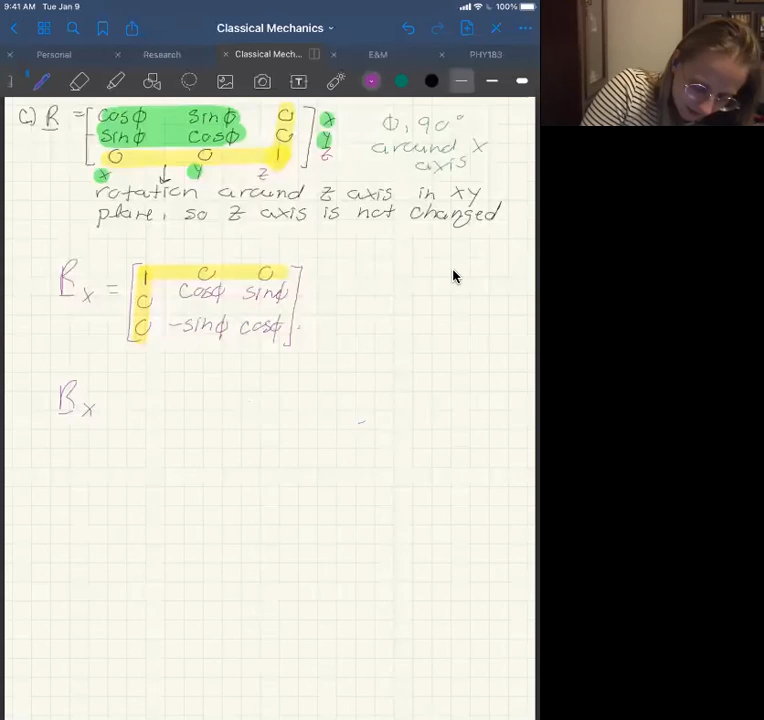 9:41 AM Tue Jan 9
100%
Classical Mechanics
Personal
Research
Classical Mech...
E&M
PHY183
c.) R = [ cosϕ sinϕ 0 ] x
-sinϕ cosϕ 0 y
0 0 1 z
x y z
ϕ, 90°
around x
axis
rotation around z axis in xy
plane, so z axis is not changed
Rx = [ 1 0 0 ]
0 cosϕ sinϕ
0 -sinϕ cosϕ
Rx